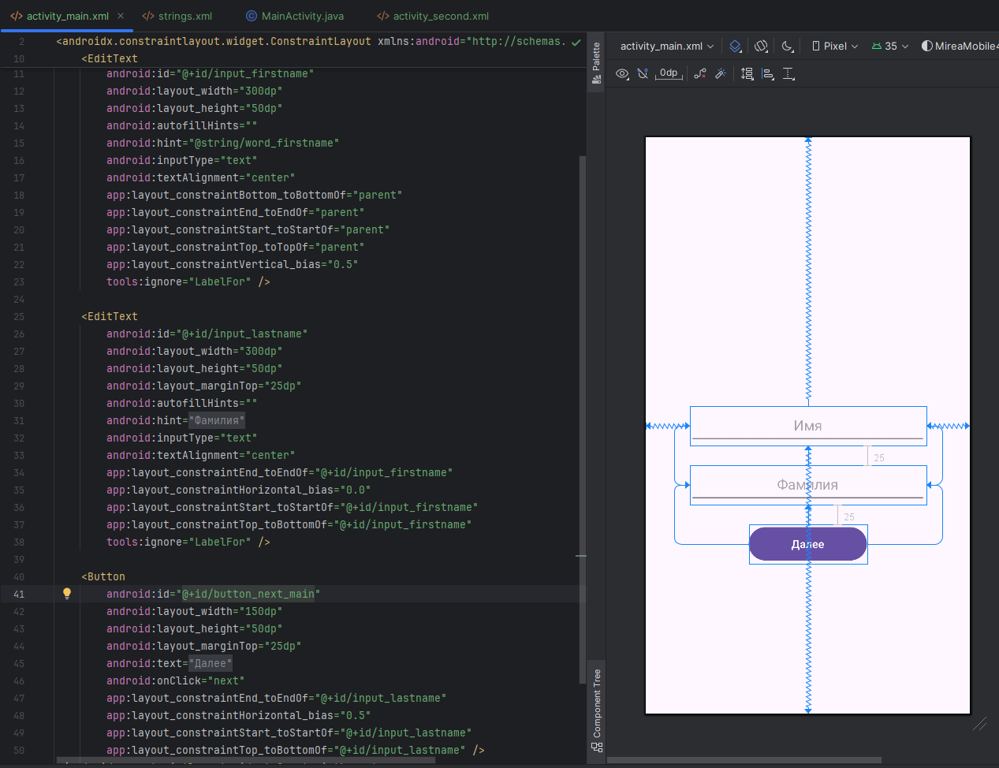 activity_main.xml strings.xml MainActivity.java activity_second.xml
2 <androidx.constraintlayout.widget.ConstraintLayout xmlns:android="http://schemas.
10 <EditText
11 android:id="@+id/input_firstname"
12 android:layout_width="300dp"
13 android:layout_height="50dp"
14 android:autofillHints=""
15 android:hint="@string/word_firstname"
16 android:inputType="text"
17 android:textAlignment="center"
18 app:layout_constraintBottom_toBottomOf="parent"
19 app:layout_constraintEnd_toEndOf="parent"
20 app:layout_constraintStart_toStartOf="parent"
21 app:layout_constraintTop_toTopOf="parent"
22 app:layout_constraintVertical_bias="0.5"
23 tools:ignore="LabelFor" />
24
25 <EditText
26 android:id="@+id/input_lastname"
27 android:layout_width="300dp"
28 android:layout_height="50dp"
29 android:layout_marginTop="25dp"
30 android:autofillHints=""
31 android:hint="Фамилия"
32 android:inputType="text"
33 android:textAlignment="center"
34 app:layout_constraintEnd_toEndOf="@+id/input_firstname"
35 app:layout_constraintHorizontal_bias="0.0"
36 app:layout_constraintStart_toStartOf="@+id/input_firstname"
37 app:layout_constraintTop_toBottomOf="@+id/input_firstname"
38 tools:ignore="LabelFor" />
39
40 <Button
41 android:id="@+id/button_next_main"
42 android:layout_width="150dp"
43 android:layout_height="50dp"
44 android:layout_marginTop="25dp"
45 android:text="Далее"
46 android:onClick="next"
47 app:layout_constraintEnd_toEndOf="@+id/input_lastname"
48 app:layout_constraintHorizontal_bias="0.5"
49 app:layout_constraintStart_toStartOf="@+id/input_lastname"
50 app:layout_constraintTop_toBottomOf="@+id/input_lastname" />
Palette
Component Tree
activity_main.xml Pixel 35 MireaMobile4
0dp
Имя
25
Фамилия
25
Далее